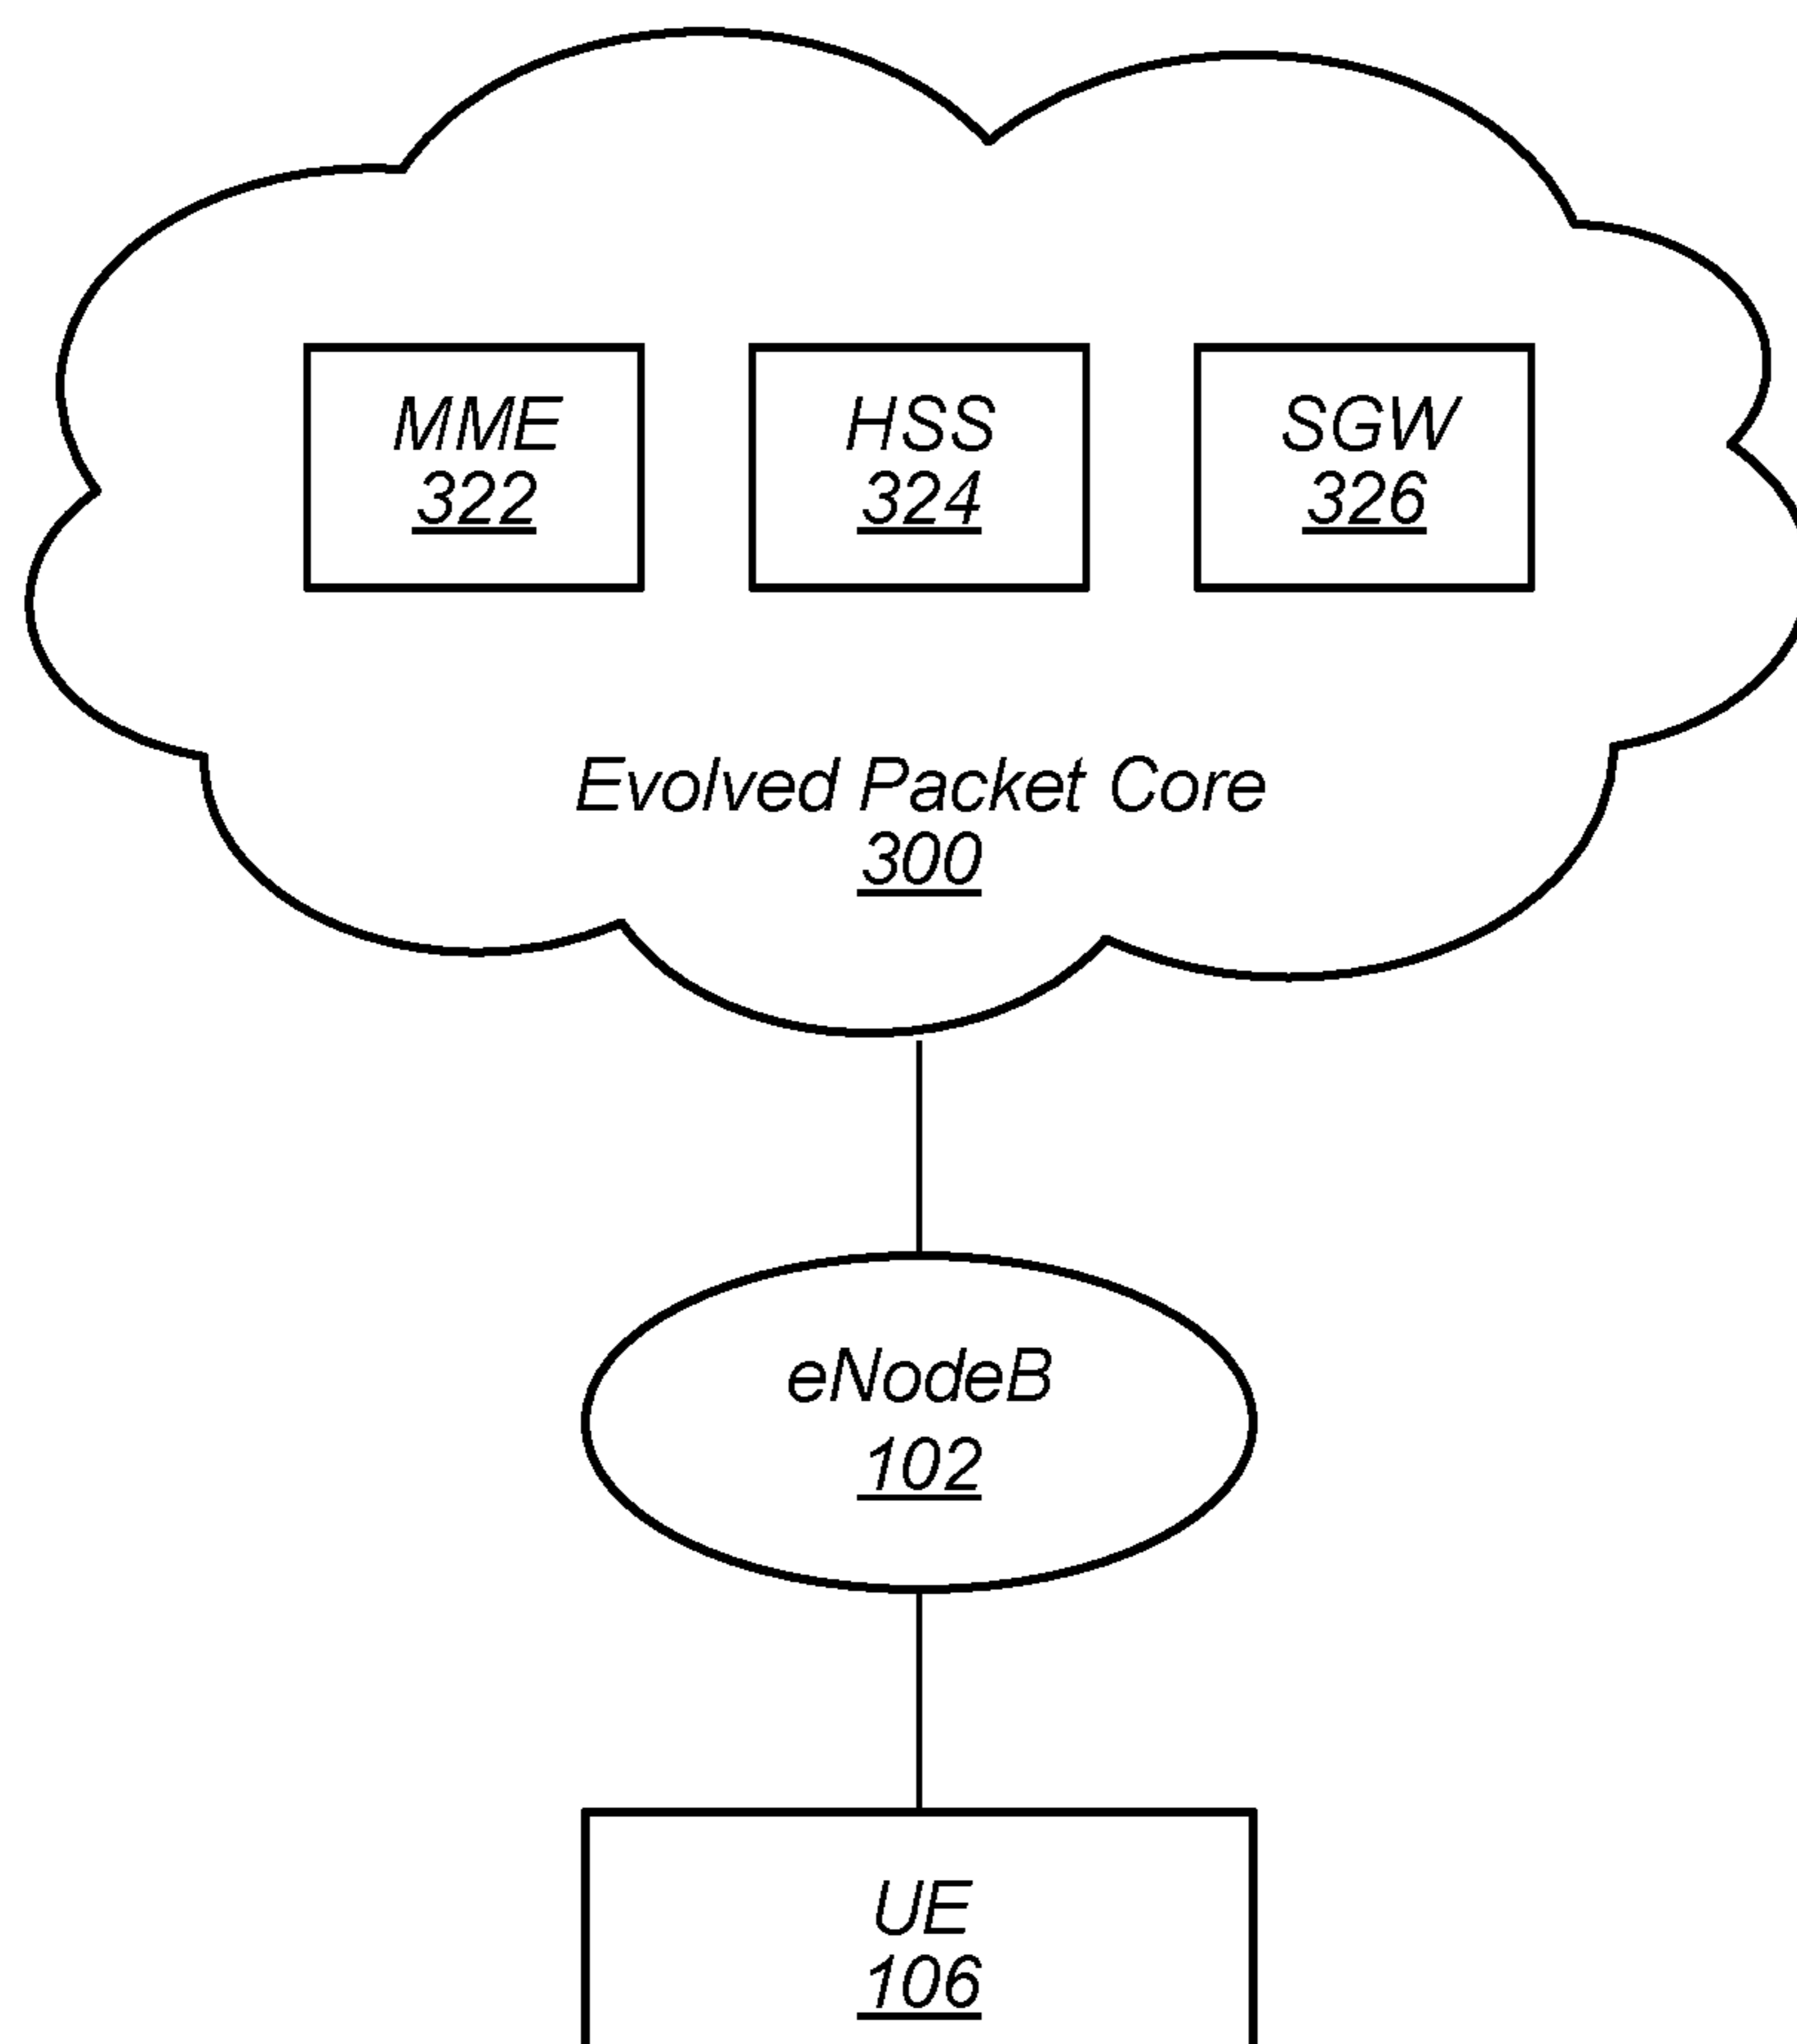 MME
322
HSS
324
SGW
326
Evolved Packet Core
300
eNodeB
102
UE
106